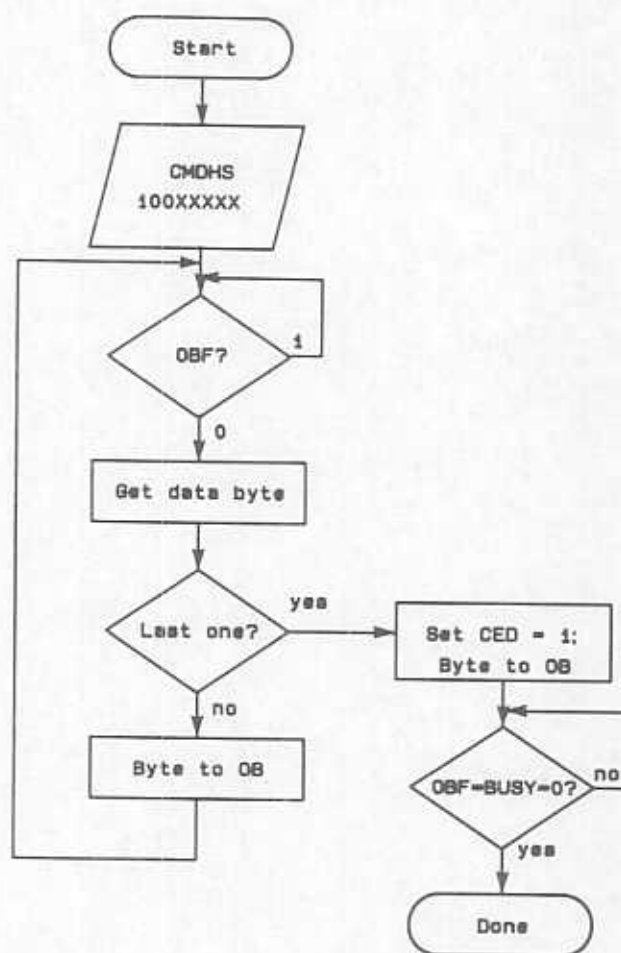 Start
CMDHS
100XXXXX
OBF?
1
0
Get data byte
Last one?
yes
no
Set CED = 1;
Byte to OB
Byte to OB
OBF=BUSY=0?
no
yes
Done